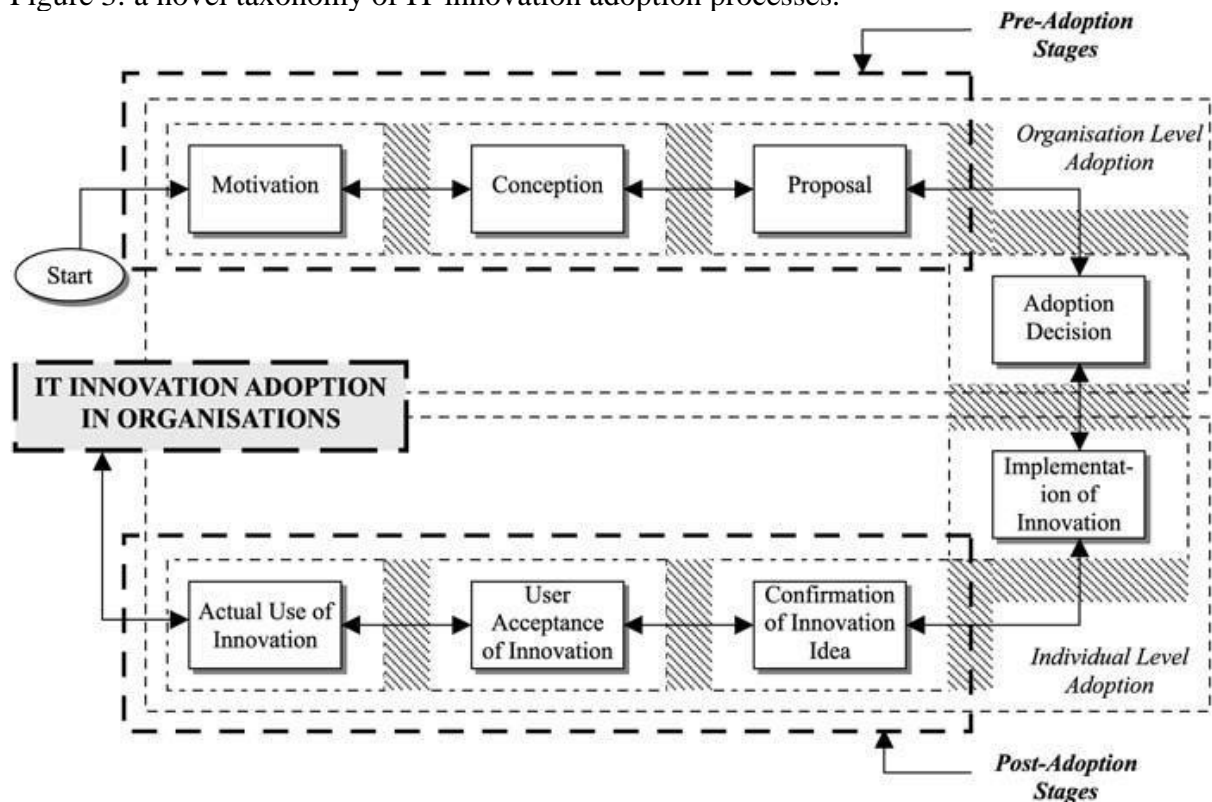 Figure 3: a novel taxonomy of IT innovation adoption processes.
Pre-Adoption
Stages
Organisation Level
Adoption
Motivation
Conception
Proposal
Start
Adoption
Decision
IT INNOVATION ADOPTION
IN ORGANISATIONS
Implementat-
ion of
Innovation
Actual Use of
Innovation
User
Acceptance
of Innovation
Confirmation
of Innovation
Idea
Individual Level
Adoption
Post-Adoption
Stages